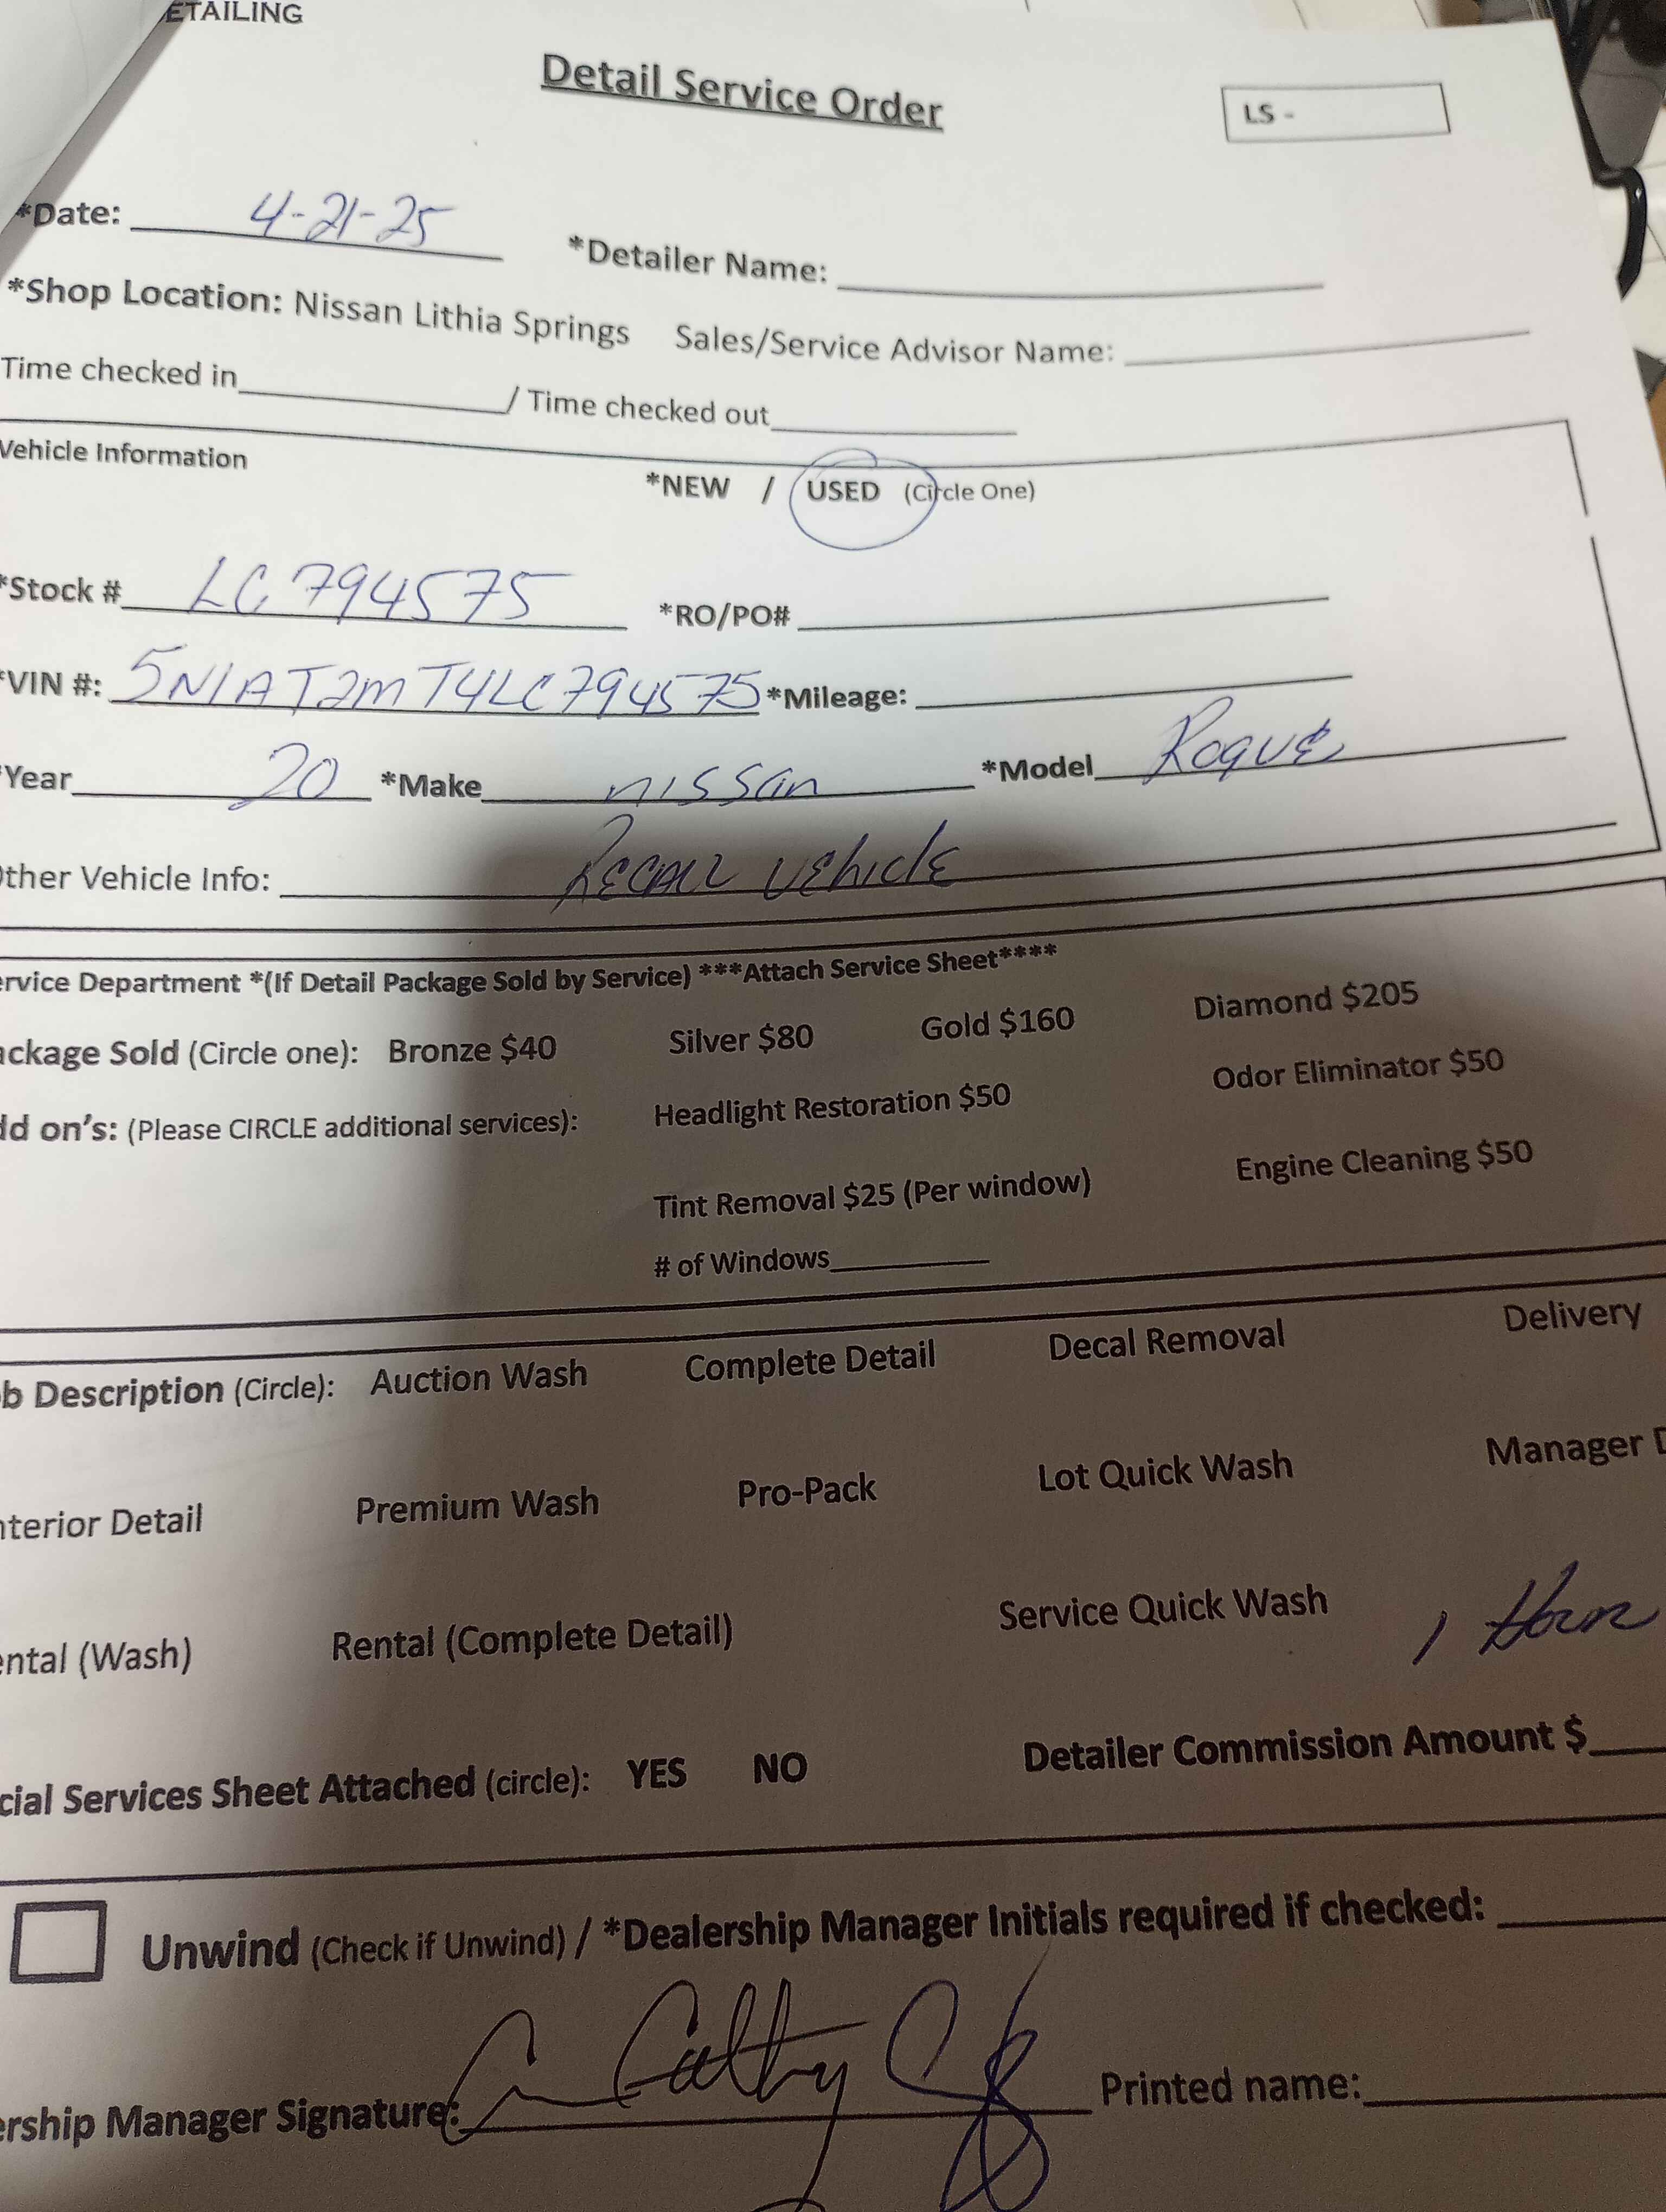 ETAILING
Detail Service Order
LS -
*Date: 4-21-25 *Detailer Name:
*Shop Location: Nissan Lithia Springs Sales/Service Advisor Name:
Time checked in / Time checked out
Vehicle Information
*NEW / USED (Circle One)
*Stock # LC794575 *RO/PO#
*VIN #: 5N1AT2MT4LC794575 *Mileage:
Year 20 *Make nissan *Model Rogue
Other Vehicle Info: RECALL VEhiclE
ervice Department *(If Detail Package Sold by Service) ***Attach Service Sheet****
ackage Sold (Circle one): Bronze $40 Silver $80 Gold $160 Diamond $205
dd on's: (Please CIRCLE additional services): Headlight Restoration $50 Odor Eliminator $50
Tint Removal $25 (Per window) Engine Cleaning $50
# of Windows
b Description (Circle): Auction Wash Complete Detail Decal Removal Delivery
nterior Detail Premium Wash Pro-Pack Lot Quick Wash Manager D
ental (Wash) Rental (Complete Detail) Service Quick Wash 1 Hour
cial Services Sheet Attached (circle): YES NO Detailer Commission Amount $
Unwind (Check if Unwind) / *Dealership Manager Initials required if checked:
ership Manager Signature: Cathy Printed name: